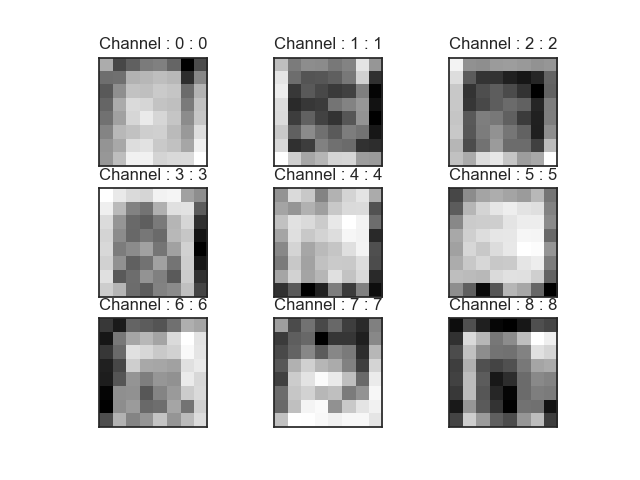 Channel : 0 : 0
Channel : 1 : 1
Channel : 2 : 2
Channel : 3 : 3
Channel : 4 : 4
Channel : 5 : 5
Channel : 6 : 6
Channel : 7 : 7
Channel : 8 : 8